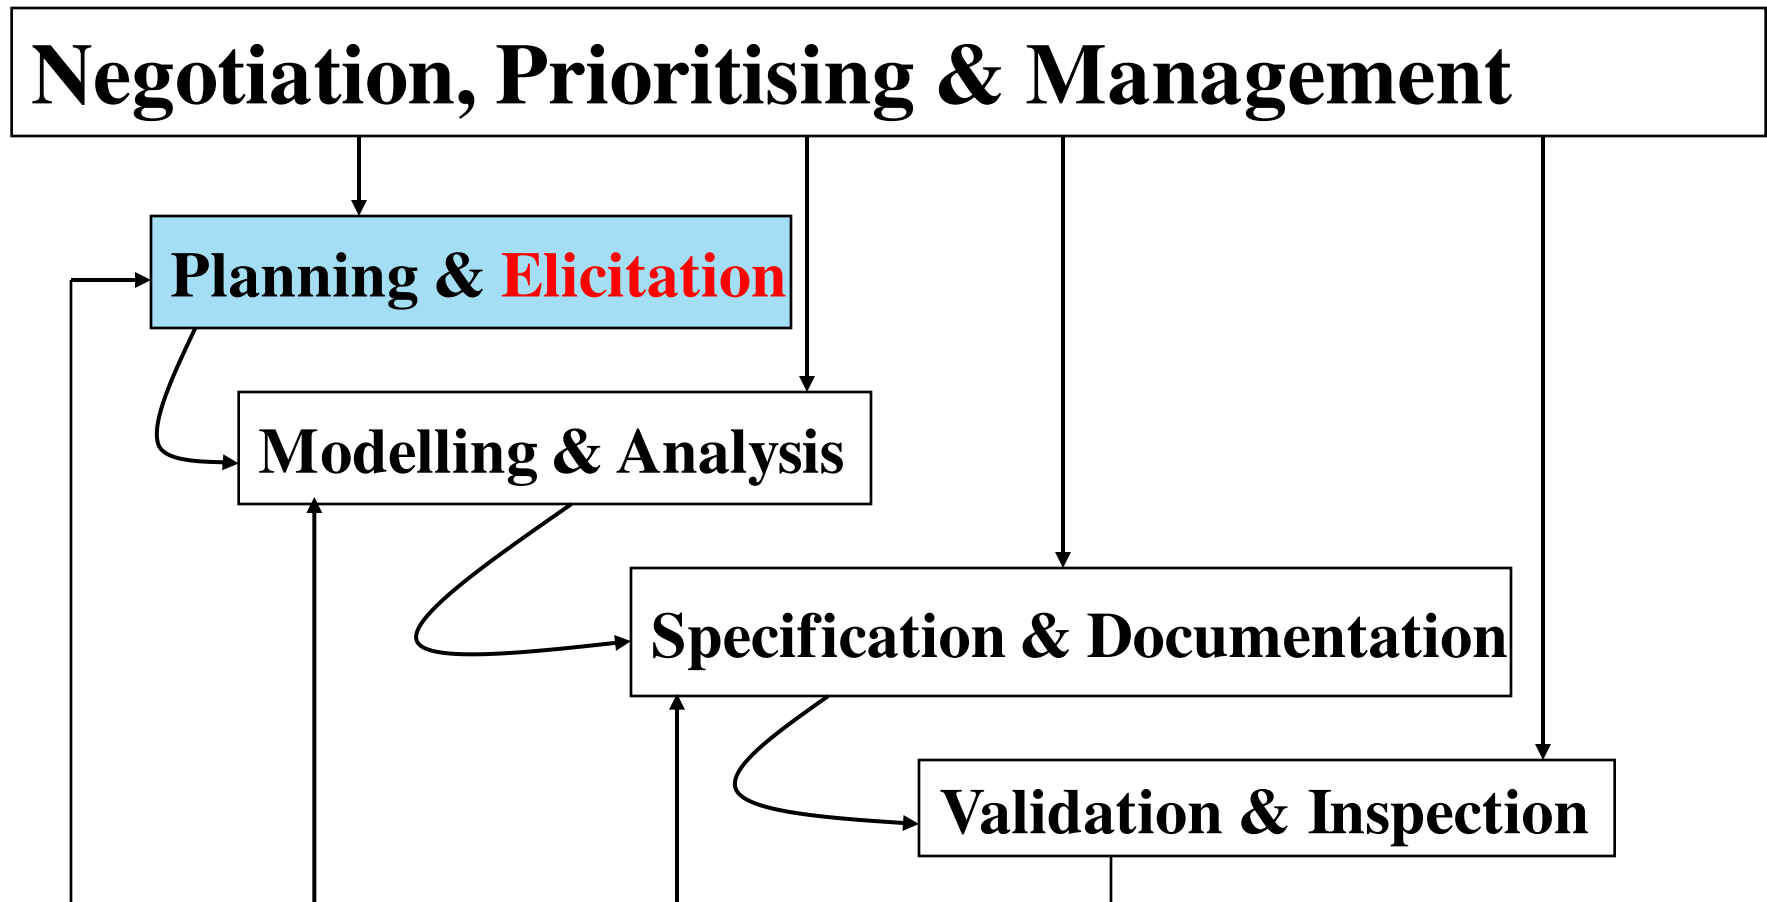 Negotiation, Prioritising & Management
Planning & Elicitation
Modelling & Analysis
Specification & Documentation
Validation & Inspection